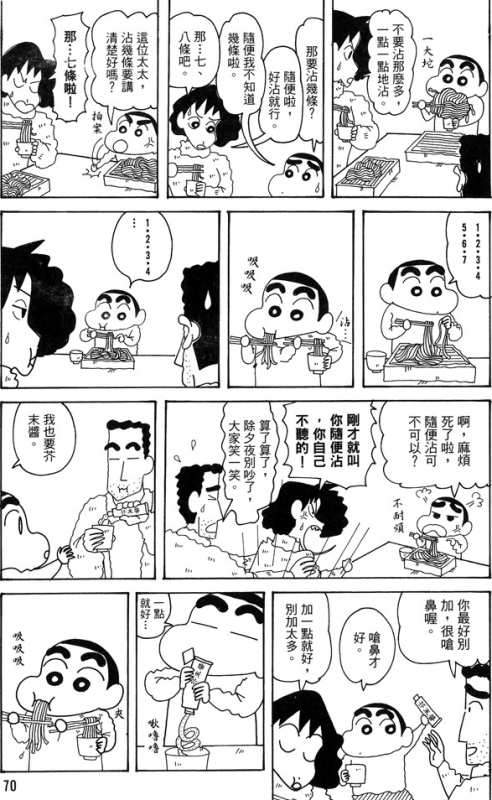 一大坨
不要沾那麼多，
一點一點地沾。
那要沾幾條？
隨便啦，
好沾就行。
隨便我不知道
幾條啦。
那…七、
八條吧。
這位太太，
沾幾條要講
清楚好嗎？
拍案
那…七條啦！
1・2・3・4
5・6・7
沾…
吸吸吸
1・2・3・4
…
啊，麻煩
死了啦，
隨便沾可
不可以？
不耐煩
剛才就叫
你隨便沾
，你自己
不聽的！
算了算了，
除夕夜別吵了，
大家笑一笑。
我也要芥
末醬。
你最好別
加，很嗆
鼻喔。
嗆鼻才
好。
加一點就好，
別加太多。
一點
就好…
啾嚕嚕
吸吸吸
爽
70